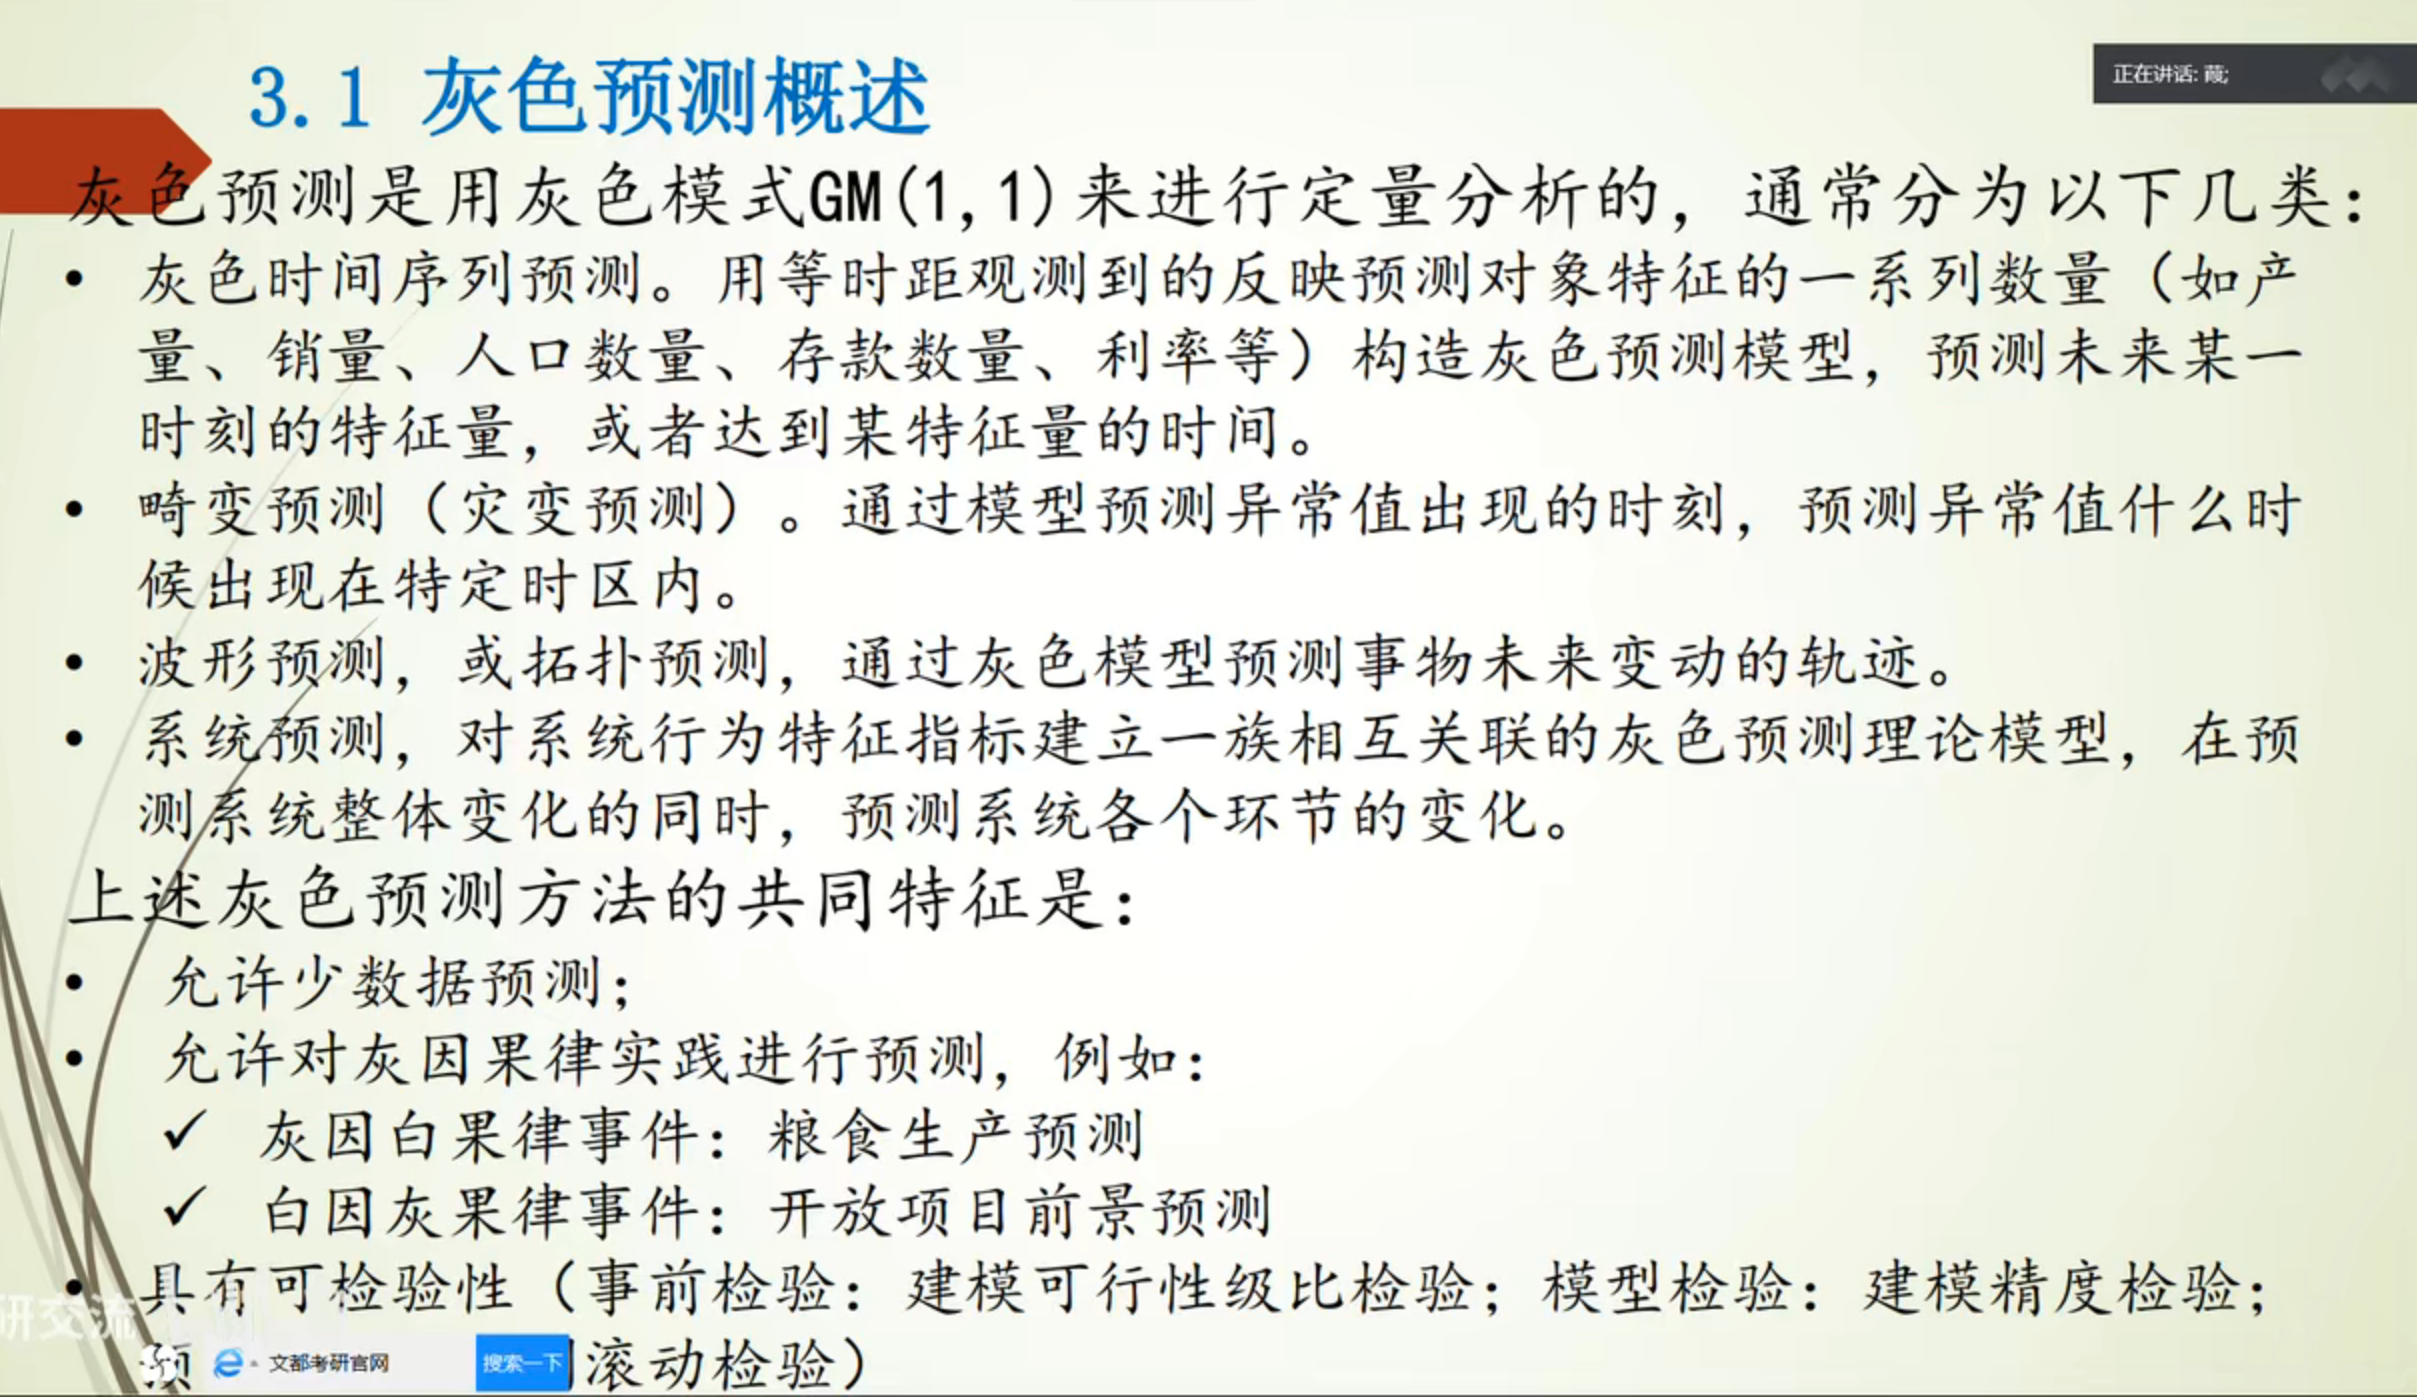 3.1 灰色预测概述
正在讲话: 葭;
灰色预测是用灰色模式GM(1,1)来进行定量分析的，通常分为以下几类：
• 灰色时间序列预测。用等时距观测到的反映预测对象特征的一系列数量（如产
量、销量、人口数量、存款数量、利率等）构造灰色预测模型，预测未来某一
时刻的特征量，或者达到某特征量的时间。
• 畸变预测（灾变预测）。通过模型预测异常值出现的时刻，预测异常值什么时
候出现在特定时区内。
• 波形预测，或拓扑预测，通过灰色模型预测事物未来变动的轨迹。
• 系统预测，对系统行为特征指标建立一族相互关联的灰色预测理论模型，在预
测系统整体变化的同时，预测系统各个环节的变化。
上述灰色预测方法的共同特征是：
• 允许少数据预测；
• 允许对灰因果律实践进行预测，例如：
✓ 灰因白果律事件：粮食生产预测
✓ 白因灰果律事件：开放项目前景预测
• 具有可检验性（事前检验：建模可行性级比检验；模型检验：建模精度检验；
预 滚动检验）
研交流
文都考研官网
搜索一下